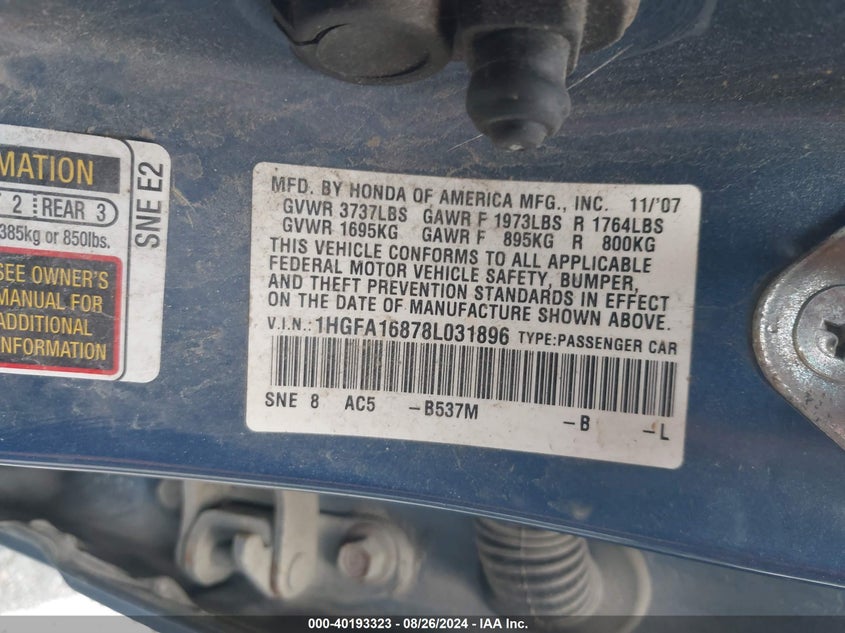 MATION
2 REAR 3
385kg or 850lbs.
SEE OWNER'S
MANUAL FOR
ADDITIONAL
INFORMATION
SNE E2
MFD. BY HONDA OF AMERICA MFG., INC. 11/'07
GVWR 3737LBS GAWR F 1973LBS R 1764LBS
GVWR 1695KG GAWR F 895KG R 800KG
THIS VEHICLE CONFORMS TO ALL APPLICABLE
FEDERAL MOTOR VEHICLE SAFETY, BUMPER,
AND THEFT PREVENTION STANDARDS IN EFFECT
ON THE DATE OF MANUFACTURE SHOWN ABOVE.
V.I.N.: 1HGFA16878L031896 TYPE:PASSENGER CAR
SNE 8 AC5 -B537M -B -L
000-40193323 - 08/26/2024 - IAA Inc.